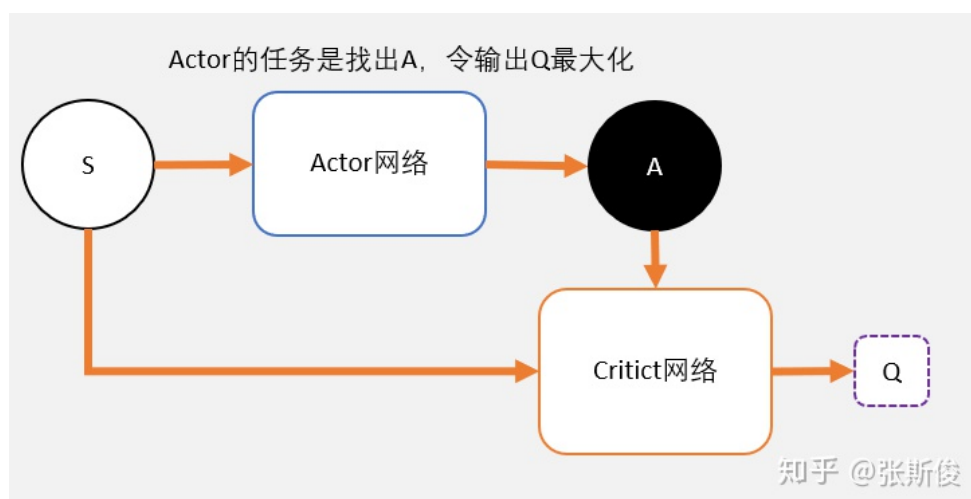 Actor的任务是找出A，令输出Q最大化
S
Actor网络
A
Critict网络
Q
知乎 @张斯俊